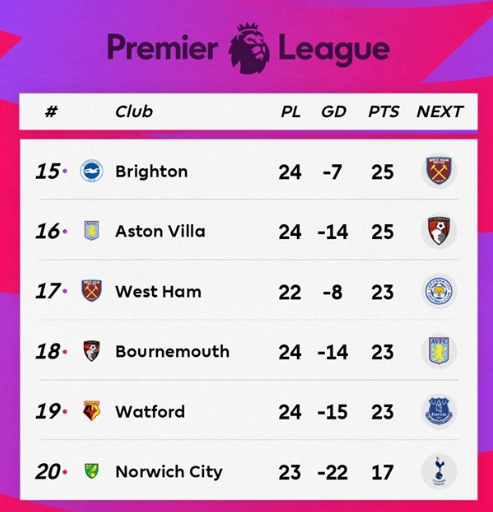 Premier League
# Club PL GD PTS NEXT
15 Brighton 24 -7 25
16 Aston Villa 24 -14 25
17 West Ham 22 -8 23
18 Bournemouth 24 -14 23
19 Watford 24 -15 23
20 Norwich City 23 -22 17